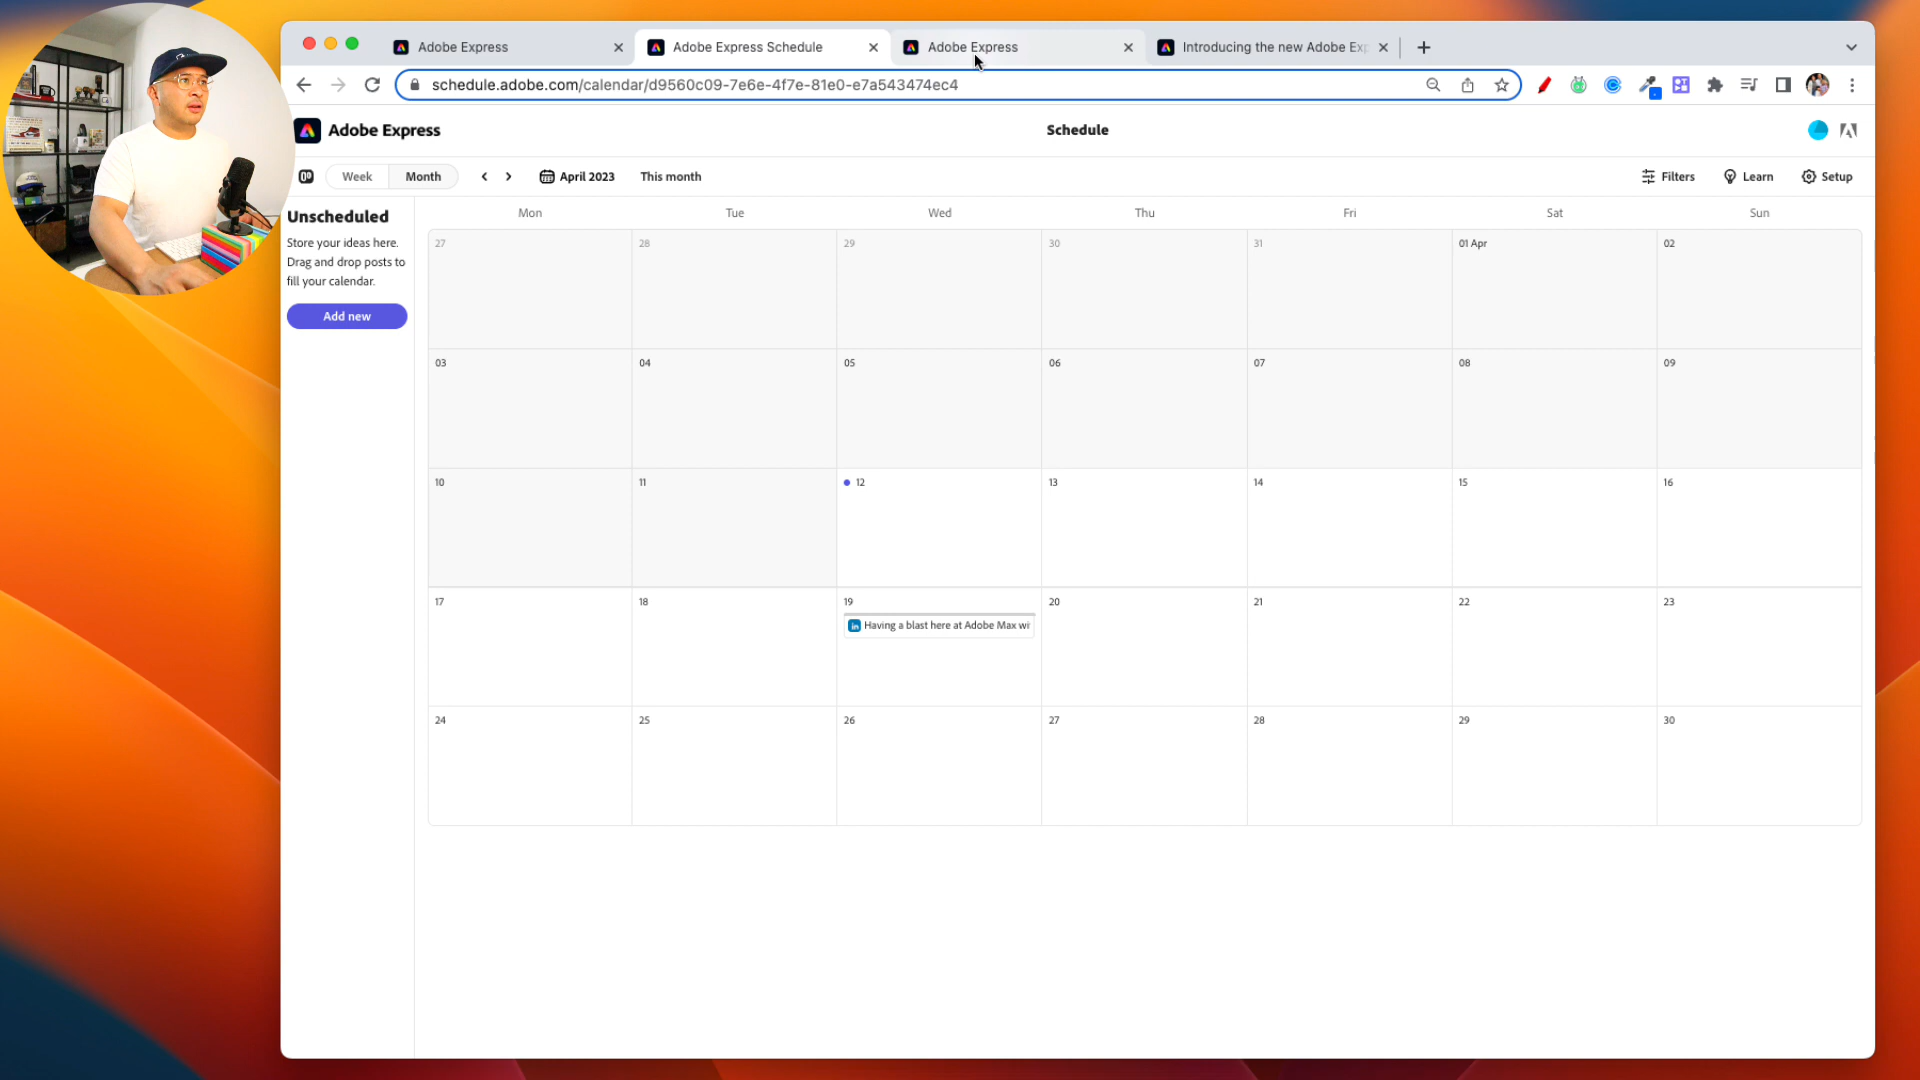 Adobe Express
Adobe Express Schedule
Adobe Express
Introducing the new Adobe Exp
schedule.adobe.com/calendar/d9560c09-7e6e-4f7e-81e0-e7a543474ec4
Adobe Express
Schedule
Week
Month
April 2023
This month
Filters
Learn
Setup
Unscheduled
Store your ideas here.
Drag and drop posts to
fill your calendar.
Add new
Mon Tue Wed Thu Fri Sat Sun
27 28 29 30 31 01 Apr 02
03 04 05 06 07 08 09
10 11 12 13 14 15 16
17 18 19 20 21 22 23
in Having a blast here at Adobe Max wi
24 25 26 27 28 29 30